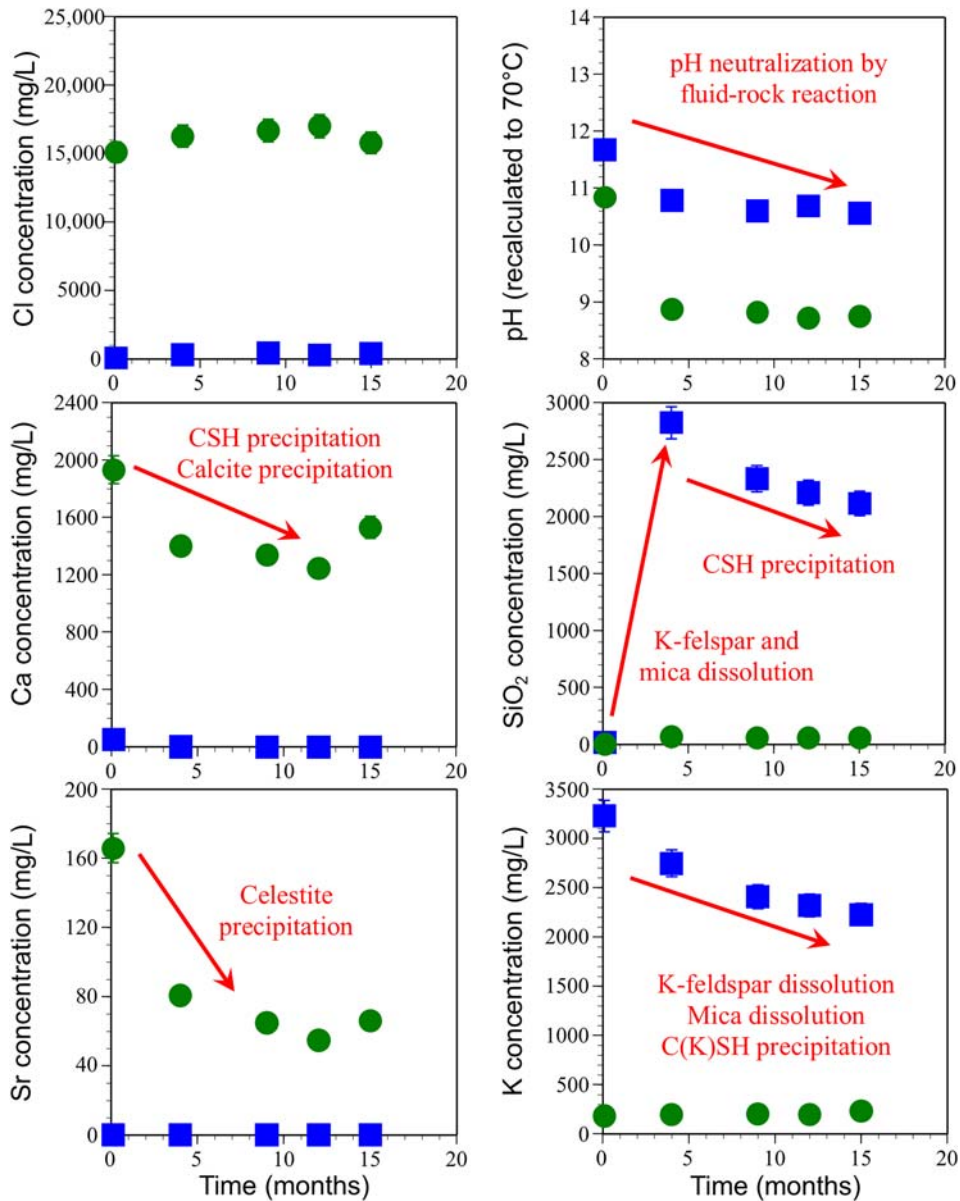 Cl concentration (mg/L)
25,000
20,000
15,000
10,000
5000
0
0 5 10 15 20
pH (recalculated to 70°C)
14
13
12
11
10
9
8
pH neutralization by
fluid-rock reaction
0 5 10 15 20
Ca concentration (mg/L)
2400
2000
1600
1200
800
400
0
CSH precipitation
Calcite precipitation
0 5 10 15 20
SiO₂ concentration (mg/L)
3000
2500
2000
1500
1000
500
0
CSH precipitation
K-felspar and
mica dissolution
0 5 10 15 20
Sr concentration (mg/L)
200
160
120
80
40
0
Celestite
precipitation
0 5 10 15 20
Time (months)
K concentration (mg/L)
3500
3000
2500
2000
1500
1000
500
0
K-feldspar dissolution
Mica dissolution
C(K)SH precipitation
0 5 10 15 20
Time (months)